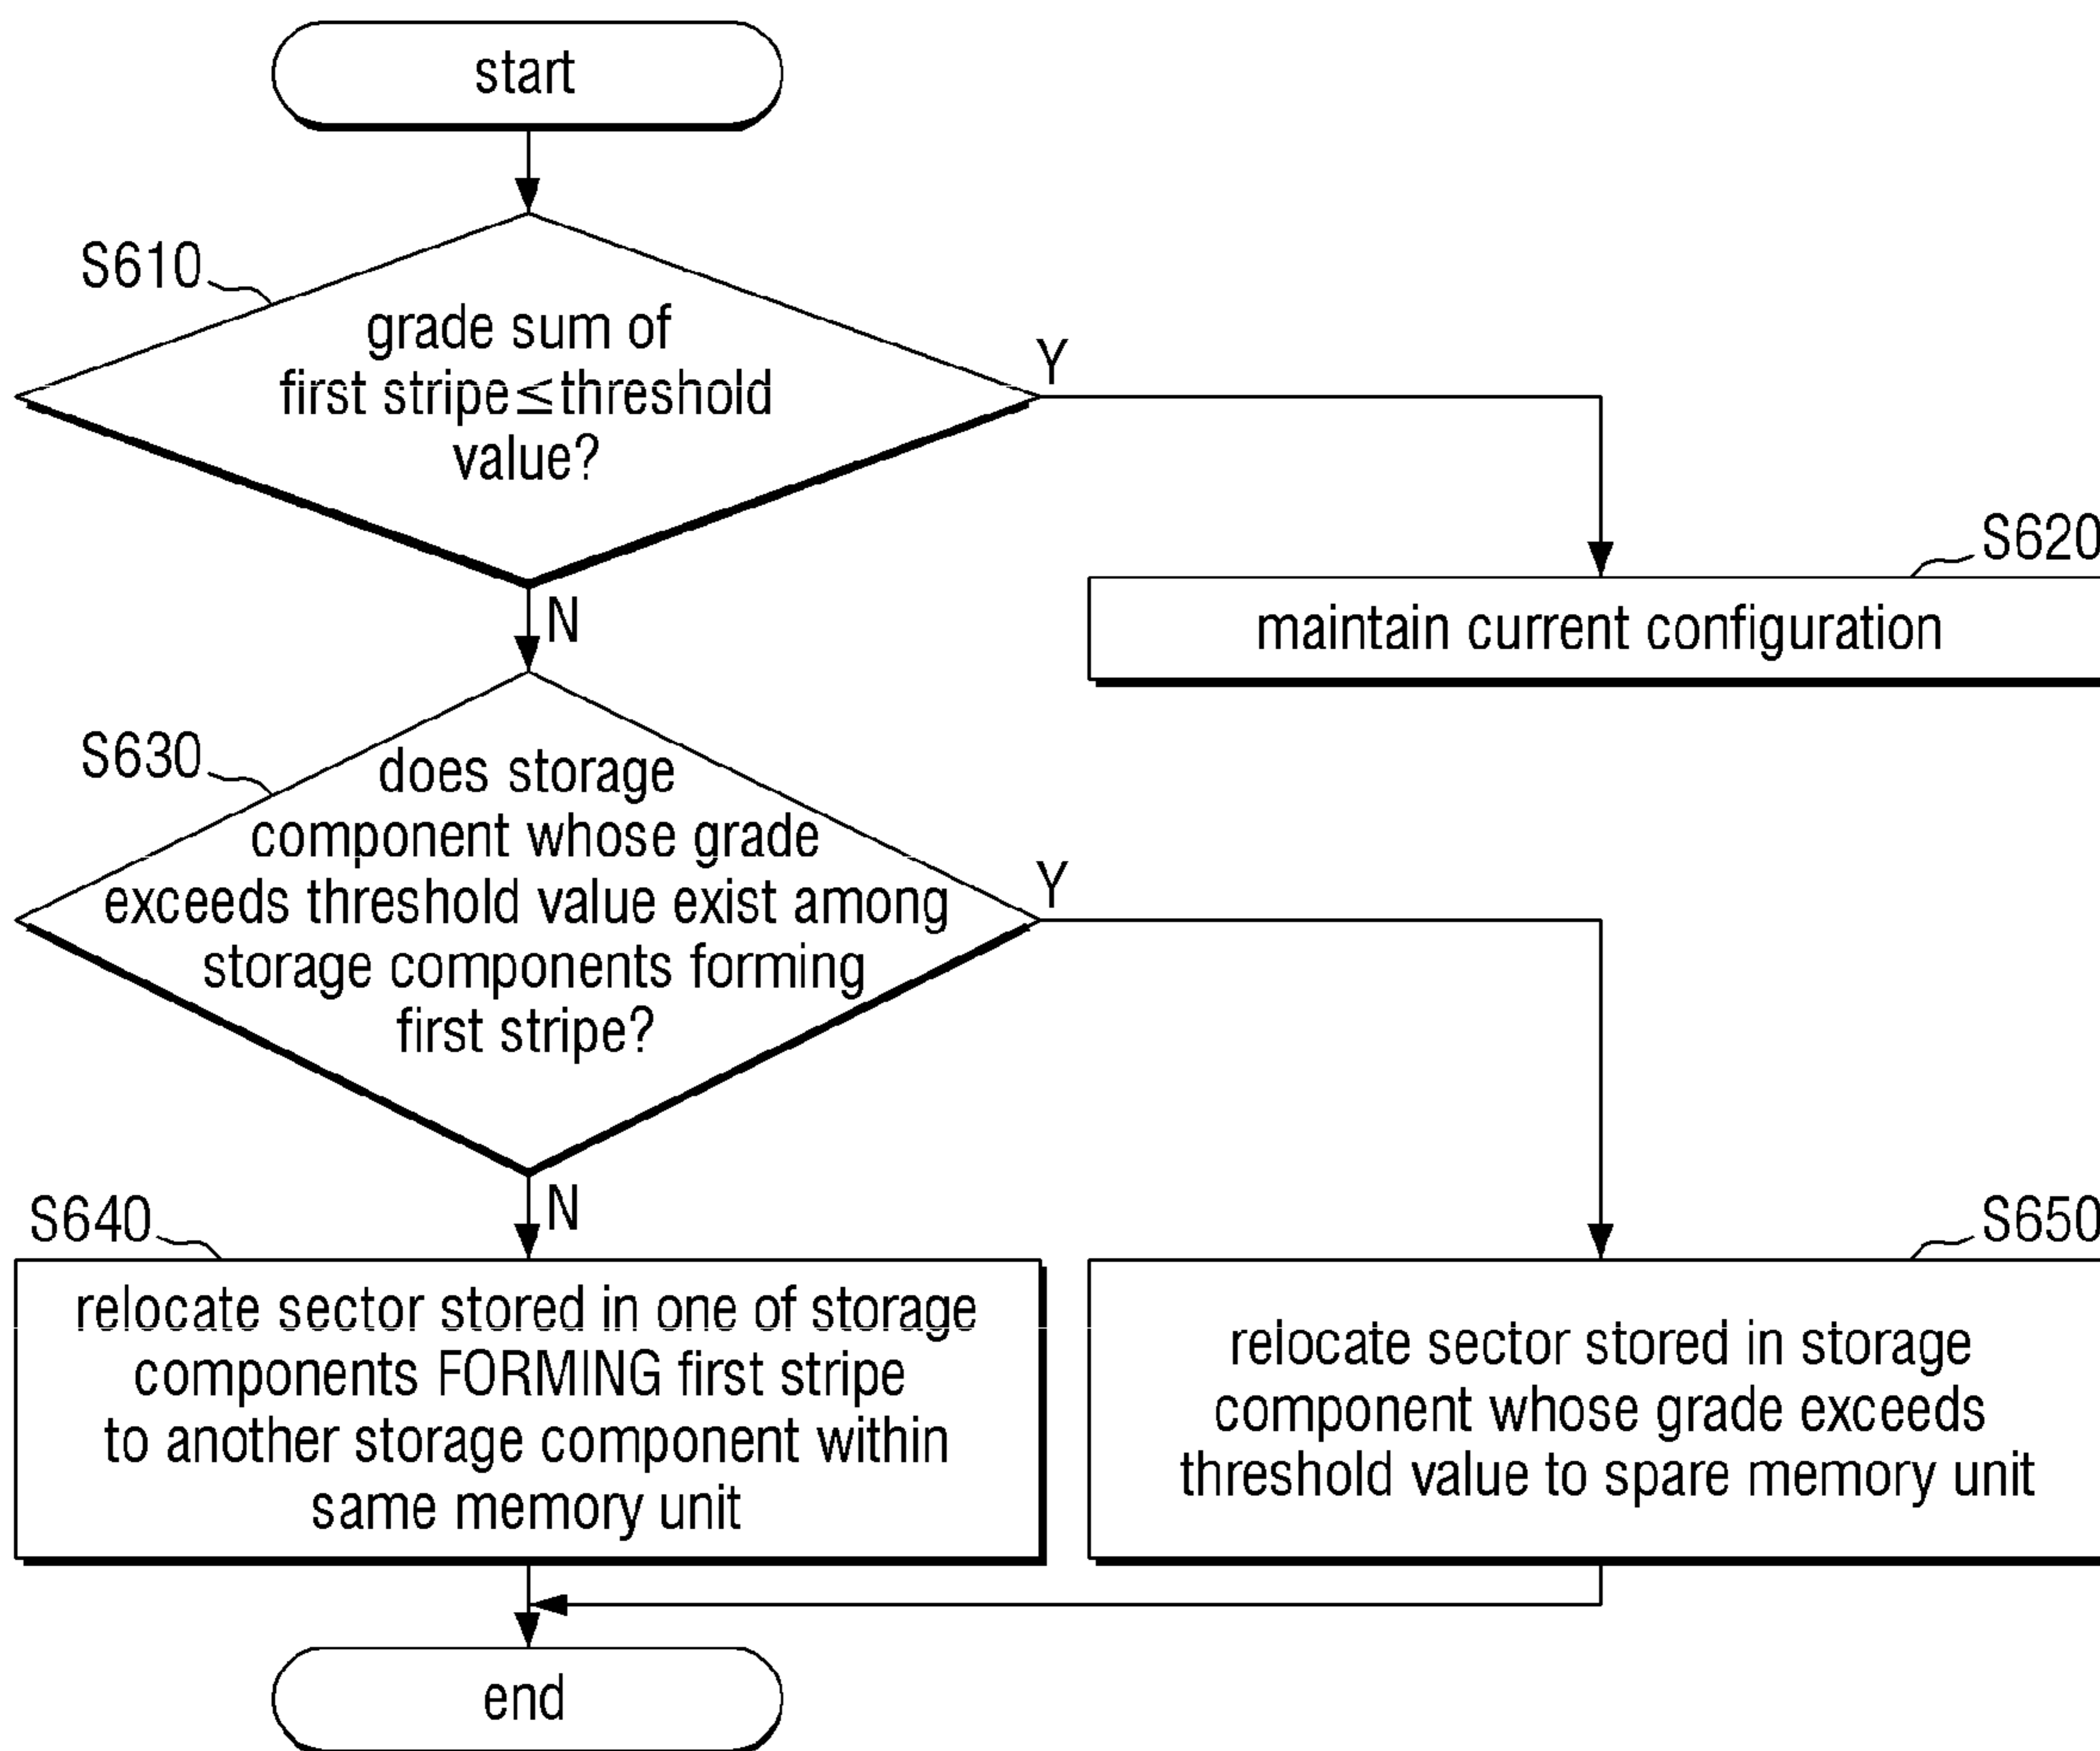 start
S610
grade sum of
first stripe≤threshold
value?
Y
S620
maintain current configuration
N
S630
does storage
component whose grade
exceeds threshold value exist among
storage components forming
first stripe?
Y
N
S640
relocate sector stored in one of storage
components FORMING first stripe
to another storage component within
same memory unit
S650
relocate sector stored in storage
component whose grade exceeds
threshold value to spare memory unit
end